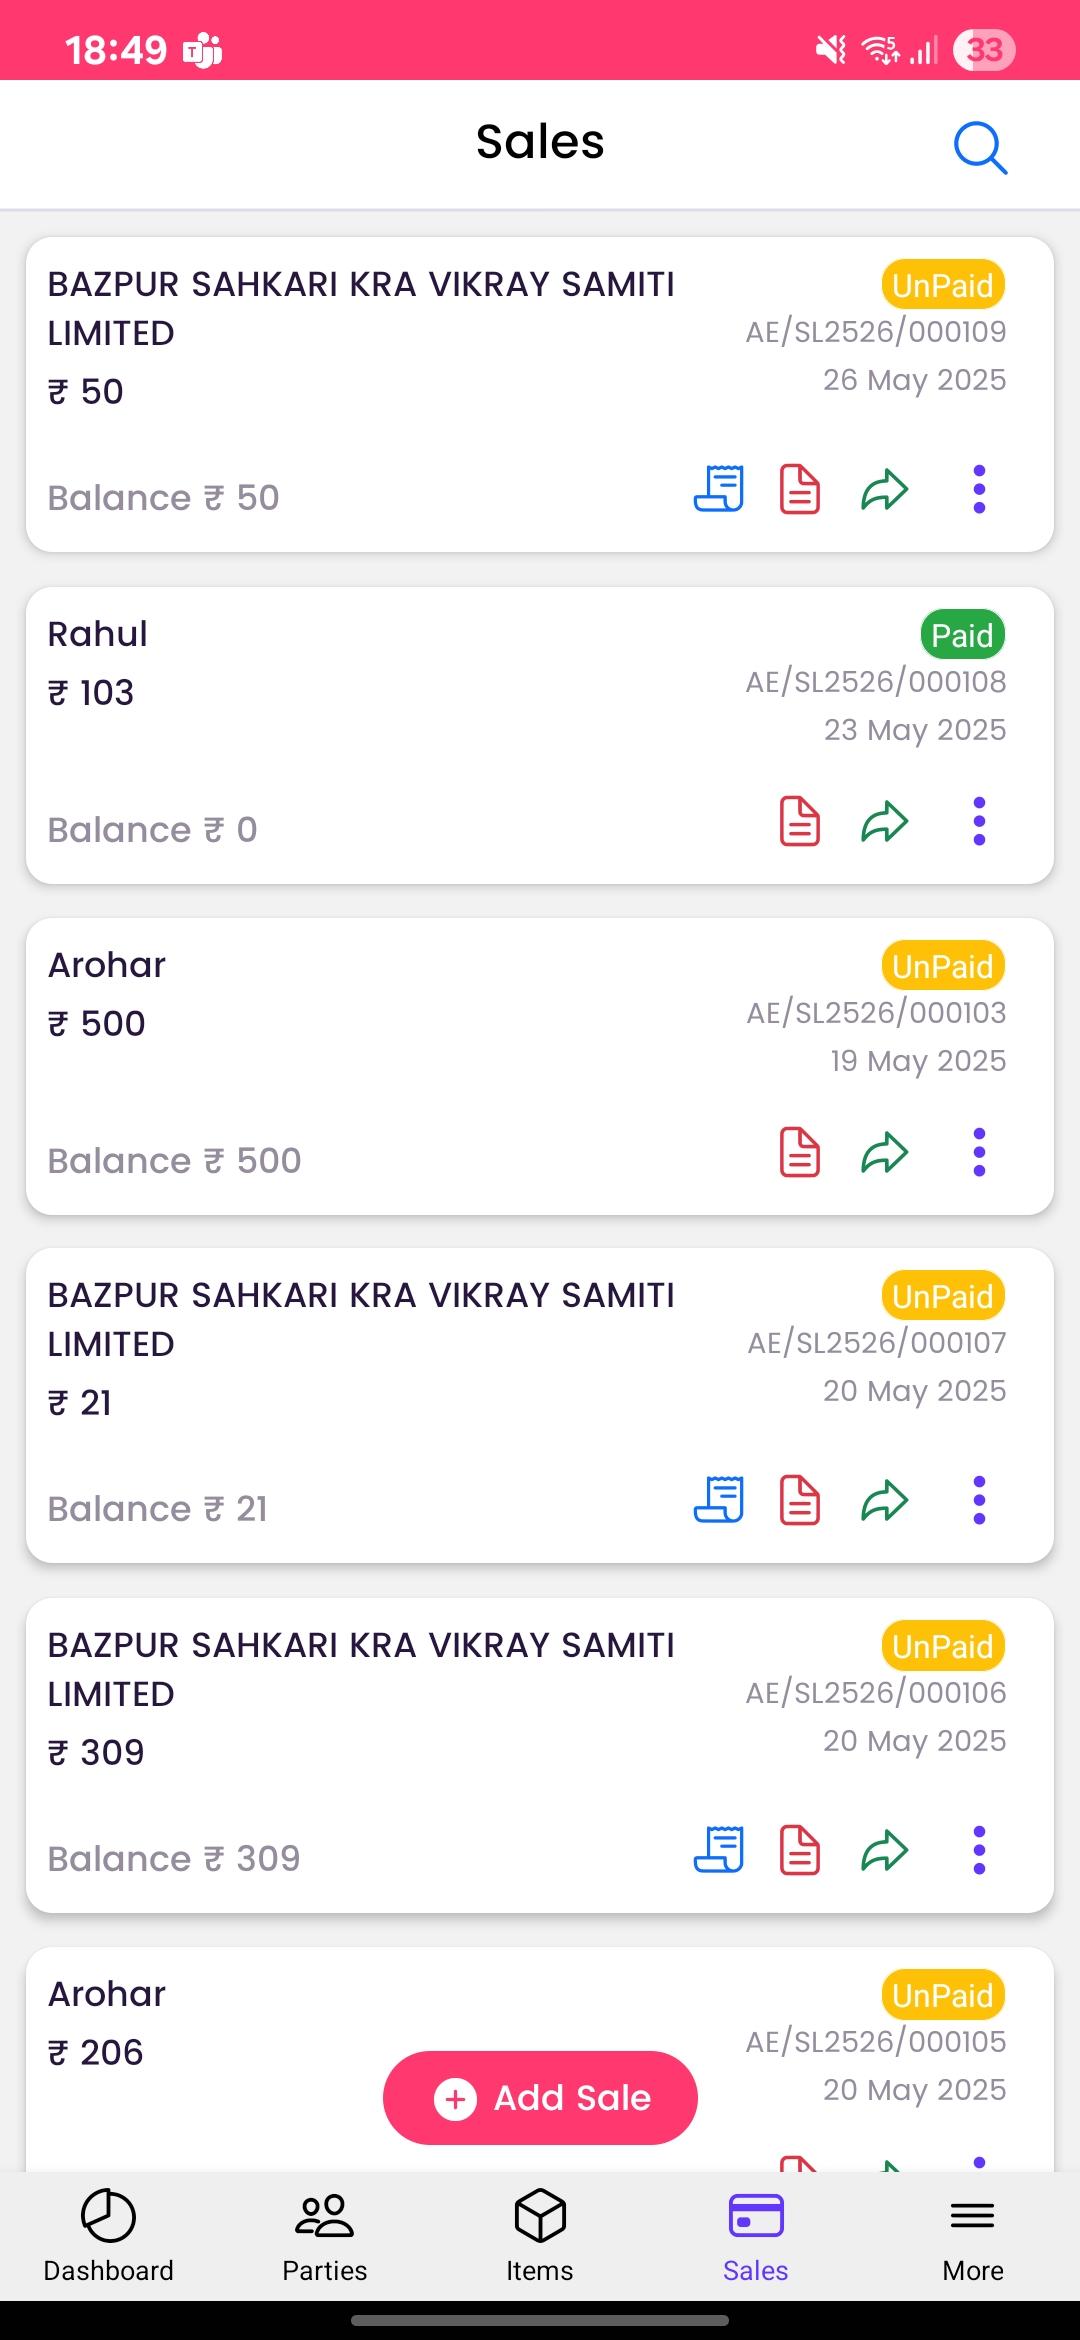 18:49
33
Sales
BAZPUR SAHKARI KRA VIKRAY SAMITI
LIMITED
₹ 50
UnPaid
AE/SL2526/000109
26 May 2025
Balance ₹ 50
Rahul
₹ 103
Paid
AE/SL2526/000108
23 May 2025
Balance ₹ 0
Arohar
₹ 500
UnPaid
AE/SL2526/000103
19 May 2025
Balance ₹ 500
BAZPUR SAHKARI KRA VIKRAY SAMITI
LIMITED
₹ 21
UnPaid
AE/SL2526/000107
20 May 2025
Balance ₹ 21
BAZPUR SAHKARI KRA VIKRAY SAMITI
LIMITED
₹ 309
UnPaid
AE/SL2526/000106
20 May 2025
Balance ₹ 309
Arohar
₹ 206
UnPaid
AE/SL2526/000105
20 May 2025
Add Sale
Dashboard
Parties
Items
Sales
More